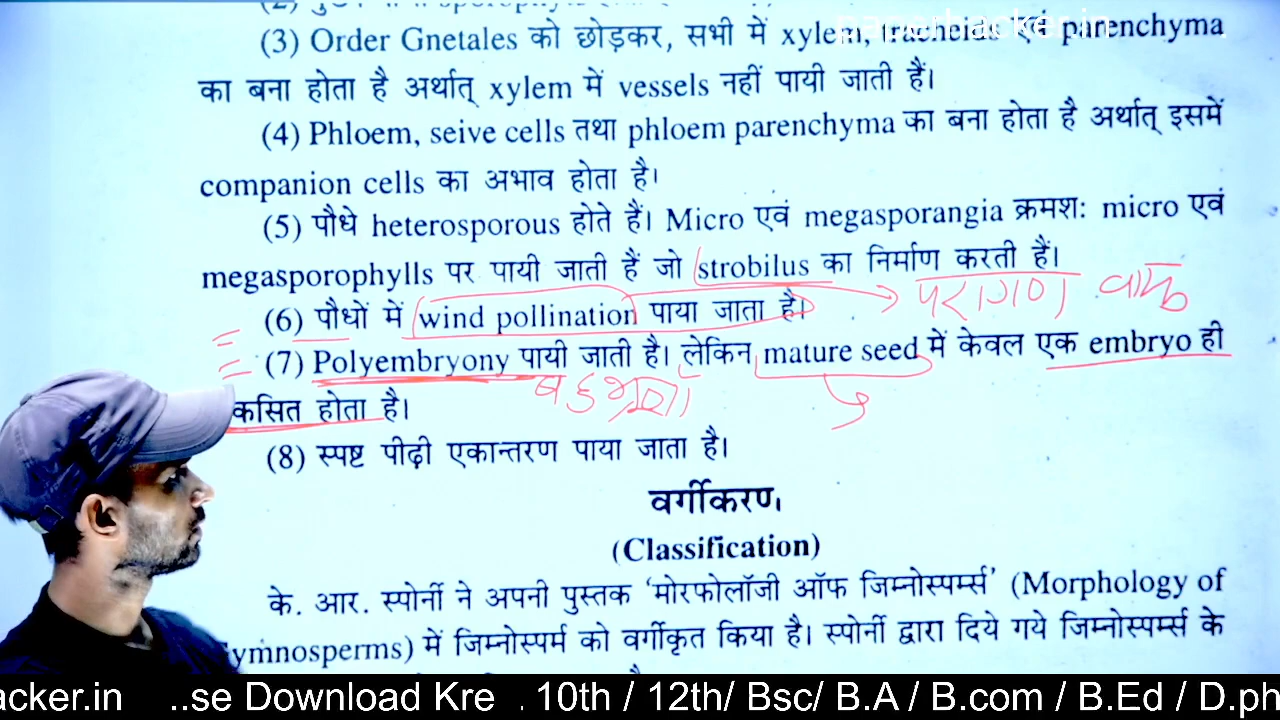 paperhacker.in
(3) Order Gnetales को छोड़कर, सभी में xylem, tracheids एवं parenchyma
का बना होता है अर्थात् xylem में vessels नहीं पायी जाती हैं।
(4) Phloem, seive cells तथा phloem parenchyma का बना होता है अर्थात् इसमें
companion cells का अभाव होता है।
(5) पौधे heterosporous होते हैं। Micro एवं megasporangia क्रमश: micro एवं
megasporophylls पर पायी जाती हैं जो strobilus का निर्माण करती हैं।
(6) पौधों में wind pollination पाया जाता है। परागण वायु
(7) Polyembryony पायी जाती है। लेकिन mature seed में केवल एक embryo ही
कसित होता है।
(8) स्पष्ट पीढ़ी एकान्तरण पाया जाता है।
वर्गीकरण
(Classification)
के. आर. स्पोर्नी ने अपनी पुस्तक ‘मोरफोलॉजी ऑफ जिम्नोस्पर्म्स’ (Morphology of
ymnosperms) में जिम्नोस्पर्म को वर्गीकृत किया है। स्पोर्नी द्वारा दिये गये जिम्नोस्पर्म्स के
acker.in ..se Download Kre . 10th / 12th/ Bsc/ B.A / B.com / B.Ed / D.ph